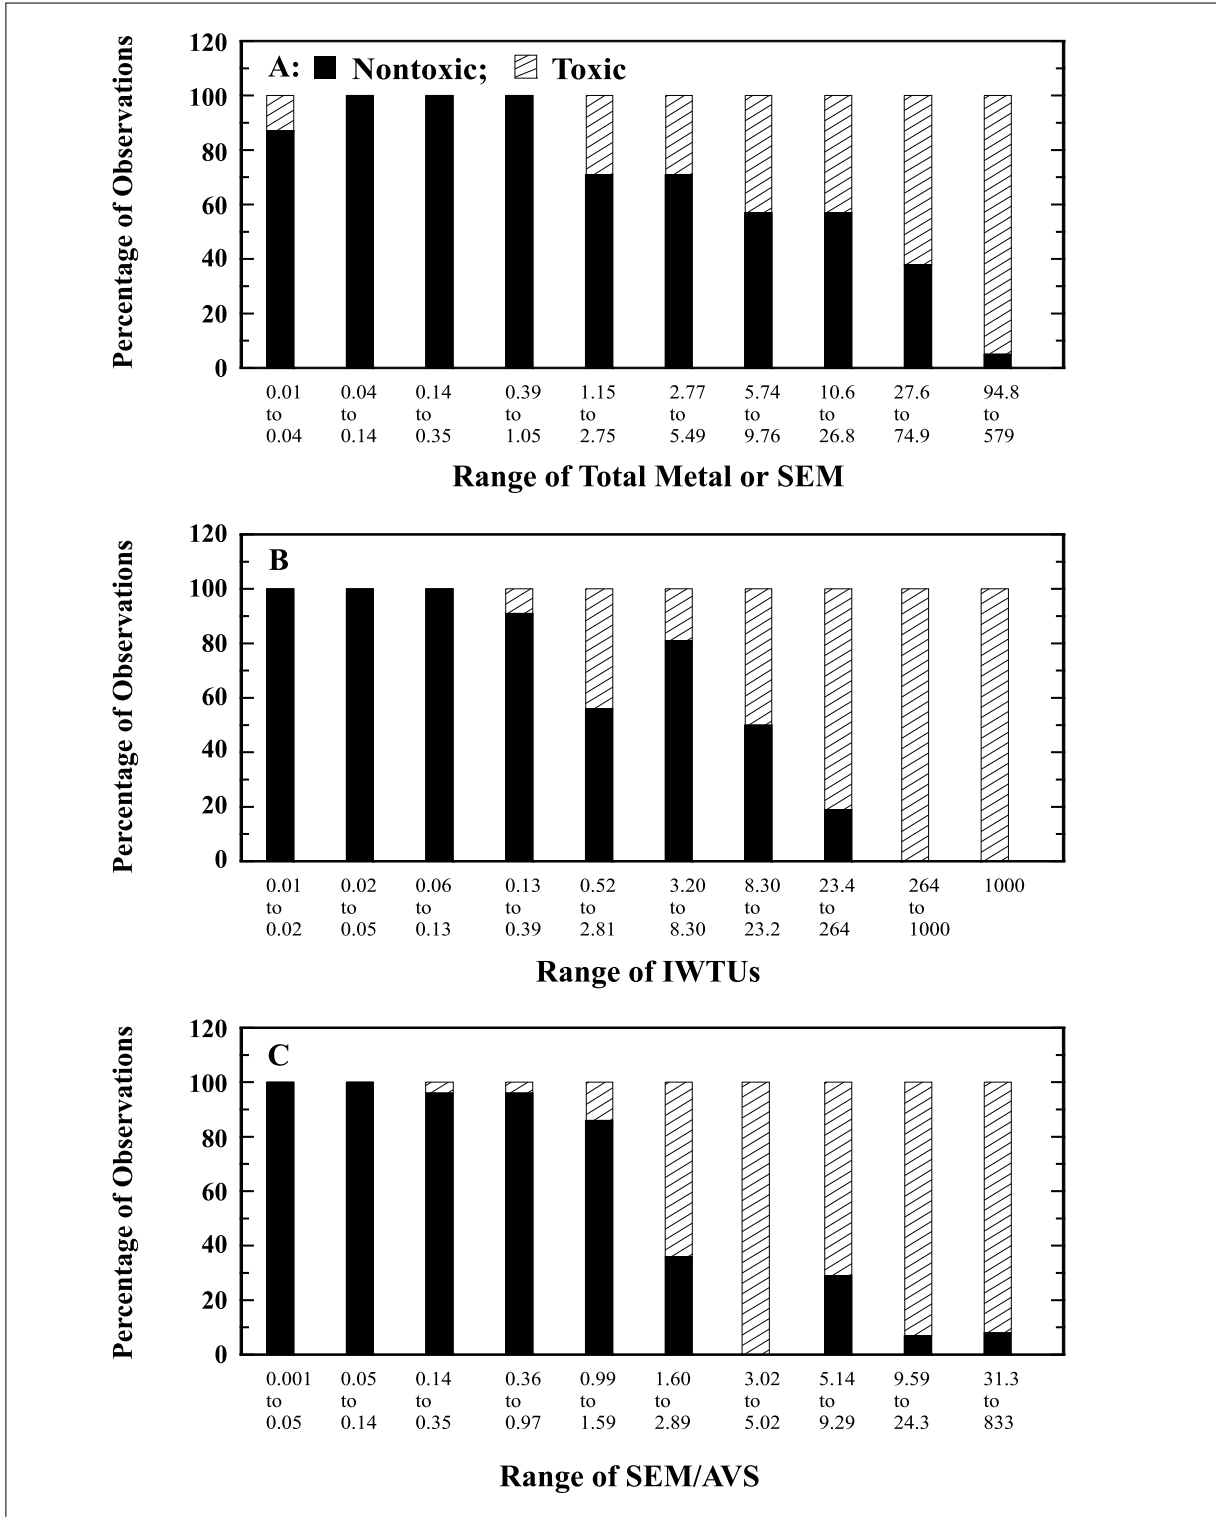 Percentage of Observations
120
100
80
60
40
20
0
A: Nontoxic; Toxic
0.01 to 0.04
0.04 to 0.14
0.14 to 0.35
0.39 to 1.05
1.15 to 2.75
2.77 to 5.49
5.74 to 9.76
10.6 to 26.8
27.6 to 74.9
94.8 to 579
Range of Total Metal or SEM
Percentage of Observations
120
100
80
60
40
20
0
B
0.01 to 0.02
0.02 to 0.05
0.06 to 0.13
0.13 to 0.39
0.52 to 2.81
3.20 to 8.30
8.30 to 23.2
23.4 to 264
264 to 1000
1000
Range of IWTUs
Percentage of Observations
120
100
80
60
40
20
0
C
0.001 to 0.05
0.05 to 0.14
0.14 to 0.35
0.36 to 0.97
0.99 to 1.59
1.60 to 2.89
3.02 to 5.02
5.14 to 9.29
9.59 to 24.3
31.3 to 833
Range of SEM/AVS